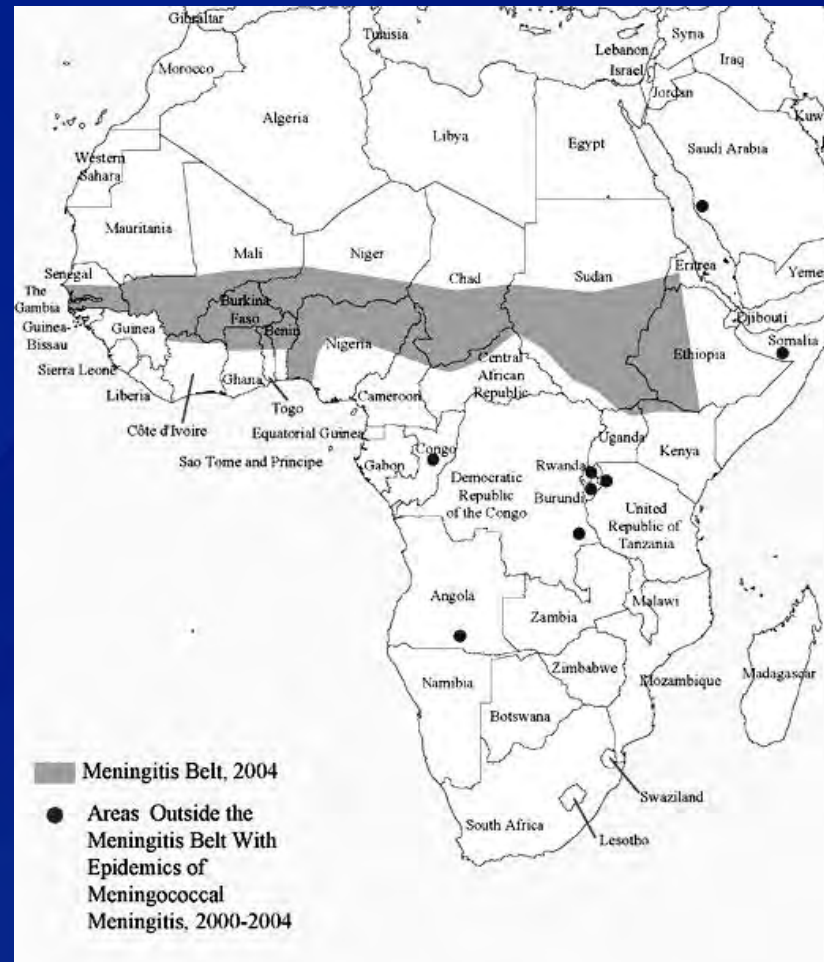 Gibraltar
Tunisia
Syria
Lebanon
Iraq
Israel
Morocco
Jordan
Kuw
Algeria
Libya
Egypt
Saudi Arabia
Western
Sahara
Mauritania
Mali
Niger
Chad
Sudan
Eritrea
Yeme
Senegal
The
Gambia
Guinea-
Bissau
Guinea
Burkina
Faso
Benin
Nigeria
Djibouti
Somalia
Ethiopia
Central
African
Republic
Sierra Leone
Liberia
Ghana
Togo
Cameroon
Côte d'Ivoire
Equatorial Guinea
Sao Tome and Principe
Gabon
Congo
Uganda
Kenya
Rwanda
Burundi
Democratic
Republic
of the Congo
United
Republic of
Tanzania
Angola
Zambia
Malawi
Zimbabwe
Mozambique
Madagascar
Namibia
Botswana
Swaziland
South Africa
Lesotho
Meningitis Belt, 2004
Areas Outside the
Meningitis Belt With
Epidemics of
Meningococcal
Meningitis, 2000-2004